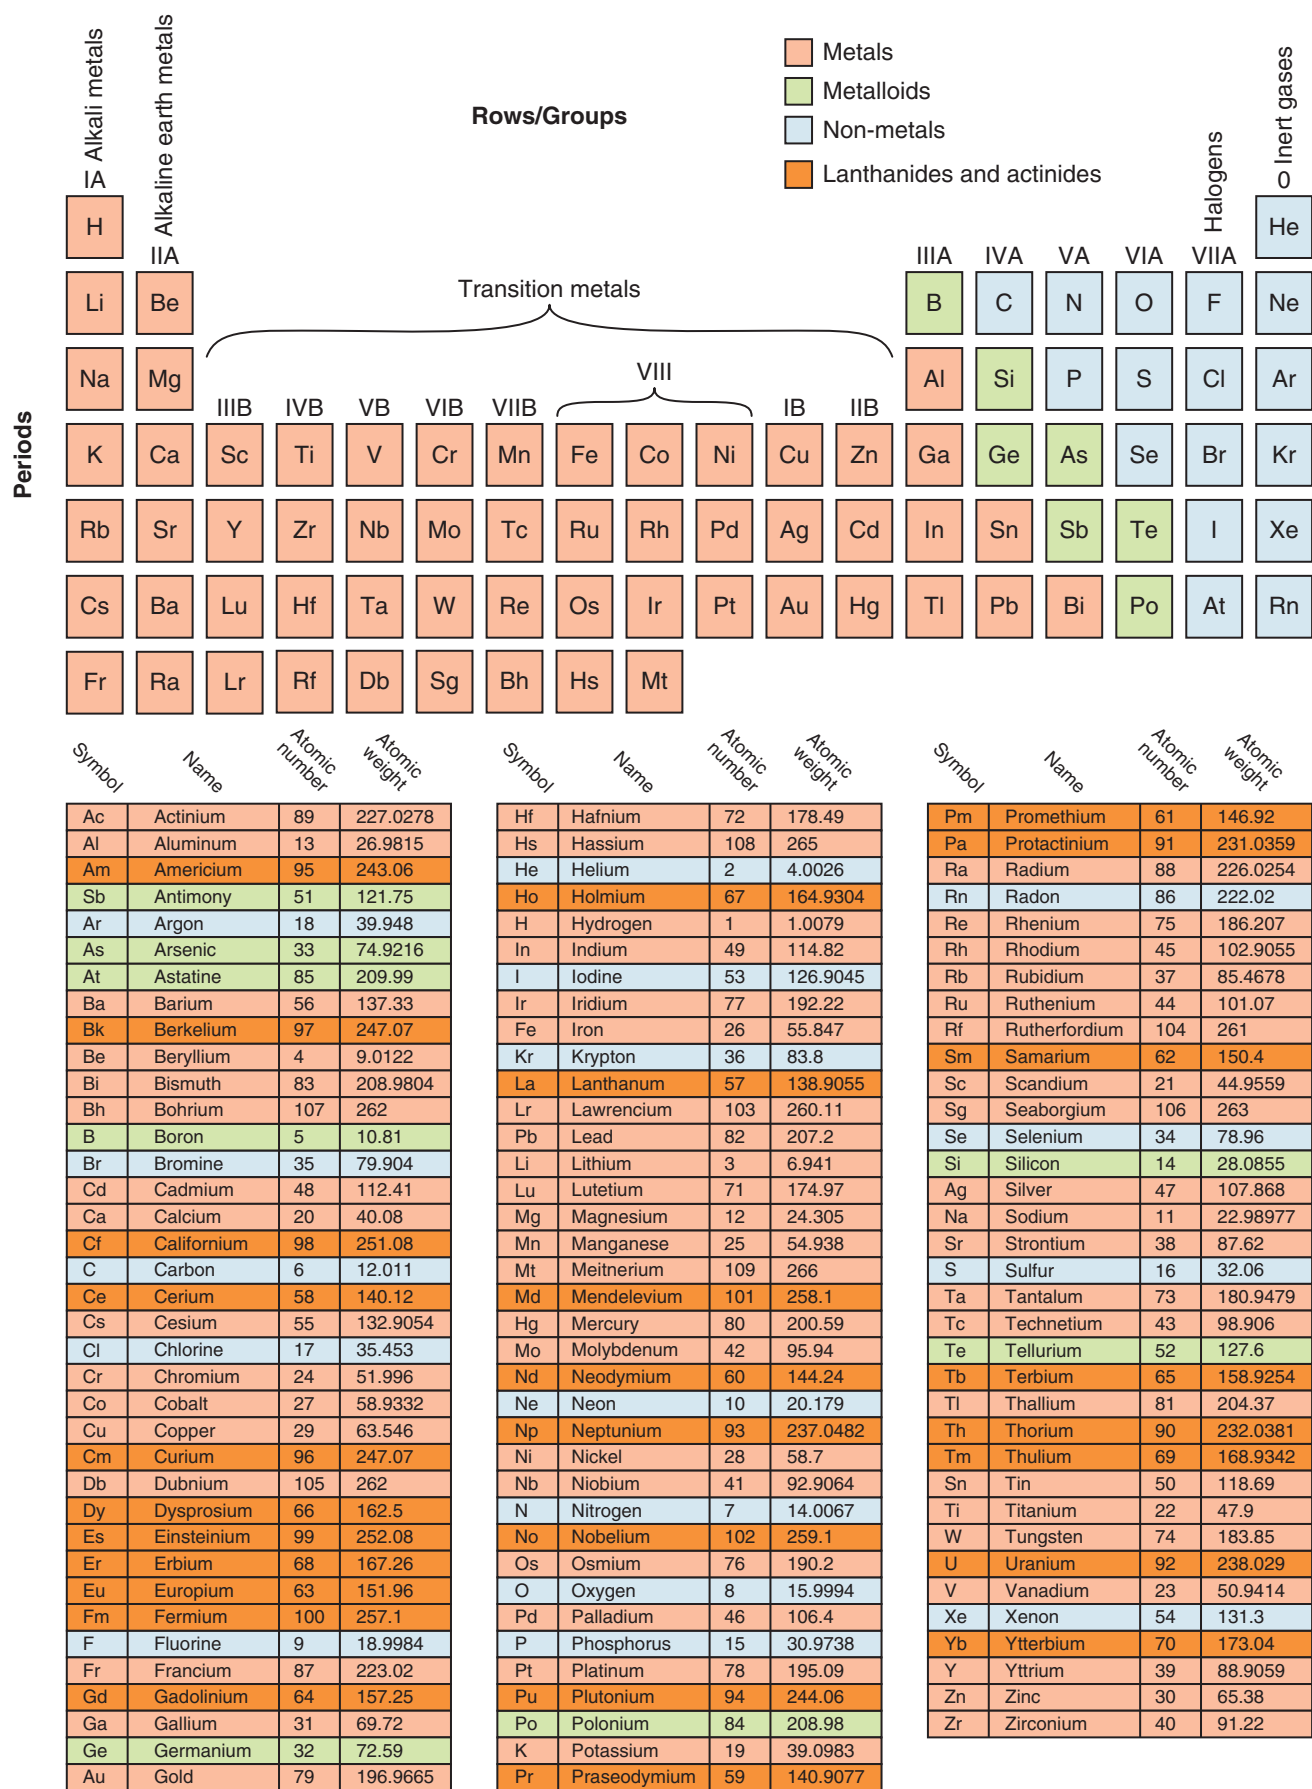 Alkali metals
Alkaline earth metals
Metals
Metalloids
Non-metals
Lanthanides and actinides
Rows/Groups
Halogens
Inert gases
IA
0
H He
IIA IIIA IVA VA VIA VIIA
Transition metals
Li Be B C N O F Ne
Na Mg Al Si P S Cl Ar
VIII
IIIB IVB VB VIB VIIB IB IIB
Periods
K Ca Sc Ti V Cr Mn Fe Co Ni Cu Zn Ga Ge As Se Br Kr
Rb Sr Y Zr Nb Mo Tc Ru Rh Pd Ag Cd In Sn Sb Te I Xe
Cs Ba Lu Hf Ta W Re Os Ir Pt Au Hg Tl Pb Bi Po At Rn
Fr Ra Lr Rf Db Sg Bh Hs Mt
Symbol Name Atomic number Atomic weight
Ac Actinium 89 227.0278
Al Aluminum 13 26.9815
Am Americium 95 243.06
Sb Antimony 51 121.75
Ar Argon 18 39.948
As Arsenic 33 74.9216
At Astatine 85 209.99
Ba Barium 56 137.33
Bk Berkelium 97 247.07
Be Beryllium 4 9.0122
Bi Bismuth 83 208.9804
Bh Bohrium 107 262
B Boron 5 10.81
Br Bromine 35 79.904
Cd Cadmium 48 112.41
Ca Calcium 20 40.08
Cf Californium 98 251.08
C Carbon 6 12.011
Ce Cerium 58 140.12
Cs Cesium 55 132.9054
Cl Chlorine 17 35.453
Cr Chromium 24 51.996
Co Cobalt 27 58.9332
Cu Copper 29 63.546
Cm Curium 96 247.07
Db Dubnium 105 262
Dy Dysprosium 66 162.5
Es Einsteinium 99 252.08
Er Erbium 68 167.26
Eu Europium 63 151.96
Fm Fermium 100 257.1
F Fluorine 9 18.9984
Fr Francium 87 223.02
Gd Gadolinium 64 157.25
Ga Gallium 31 69.72
Ge Germanium 32 72.59
Au Gold 79 196.9665
Symbol Name Atomic number Atomic weight
Hf Hafnium 72 178.49
Hs Hassium 108 265
He Helium 2 4.0026
Ho Holmium 67 164.9304
H Hydrogen 1 1.0079
In Indium 49 114.82
I Iodine 53 126.9045
Ir Iridium 77 192.22
Fe Iron 26 55.847
Kr Krypton 36 83.8
La Lanthanum 57 138.9055
Lr Lawrencium 103 260.11
Pb Lead 82 207.2
Li Lithium 3 6.941
Lu Lutetium 71 174.97
Mg Magnesium 12 24.305
Mn Manganese 25 54.938
Mt Meitnerium 109 266
Md Mendelevium 101 258.1
Hg Mercury 80 200.59
Mo Molybdenum 42 95.94
Nd Neodymium 60 144.24
Ne Neon 10 20.179
Np Neptunium 93 237.0482
Ni Nickel 28 58.7
Nb Niobium 41 92.9064
N Nitrogen 7 14.0067
No Nobelium 102 259.1
Os Osmium 76 190.2
O Oxygen 8 15.9994
Pd Palladium 46 106.4
P Phosphorus 15 30.9738
Pt Platinum 78 195.09
Pu Plutonium 94 244.06
Po Polonium 84 208.98
K Potassium 19 39.0983
Pr Praseodymium 59 140.9077
Symbol Name Atomic number Atomic weight
Pm Promethium 61 146.92
Pa Protactinium 91 231.0359
Ra Radium 88 226.0254
Rn Radon 86 222.02
Re Rhenium 75 186.207
Rh Rhodium 45 102.9055
Rb Rubidium 37 85.4678
Ru Ruthenium 44 101.07
Rf Rutherfordium 104 261
Sm Samarium 62 150.4
Sc Scandium 21 44.9559
Sg Seaborgium 106 263
Se Selenium 34 78.96
Si Silicon 14 28.0855
Ag Silver 47 107.868
Na Sodium 11 22.98977
Sr Strontium 38 87.62
S Sulfur 16 32.06
Ta Tantalum 73 180.9479
Tc Technetium 43 98.906
Te Tellurium 52 127.6
Tb Terbium 65 158.9254
Tl Thallium 81 204.37
Th Thorium 90 232.0381
Tm Thulium 69 168.9342
Sn Tin 50 118.69
Ti Titanium 22 47.9
W Tungsten 74 183.85
U Uranium 92 238.029
V Vanadium 23 50.9414
Xe Xenon 54 131.3
Yb Ytterbium 70 173.04
Y Yttrium 39 88.9059
Zn Zinc 30 65.38
Zr Zirconium 40 91.22